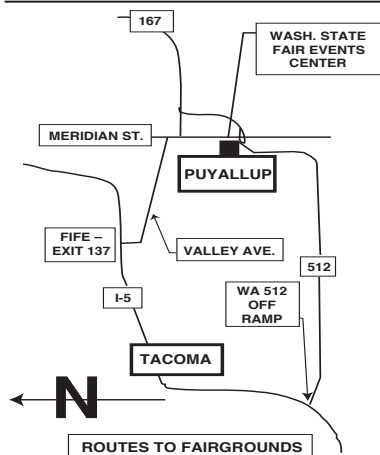 167
WASH. STATE
FAIR EVENTS
CENTER
MERIDIAN ST.
PUYALLUP
FIFE –
EXIT 137
VALLEY AVE.
512
I-5
WA 512
OFF
RAMP
TACOMA
N
ROUTES TO FAIRGROUNDS